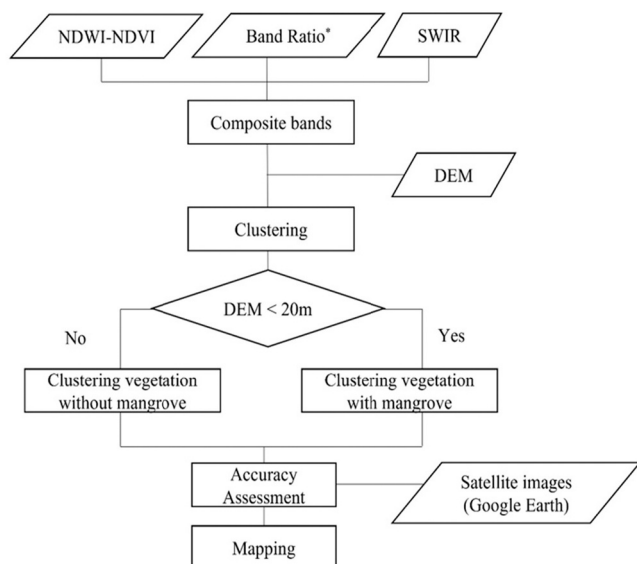 NDWI-NDVI
Band Ratio*
SWIR
Composite bands
DEM
Clustering
DEM < 20m
No
Yes
Clustering vegetation
without mangrove
Clustering vegetation
with mangrove
Accuracy
Assessment
Satellite images
(Google Earth)
Mapping